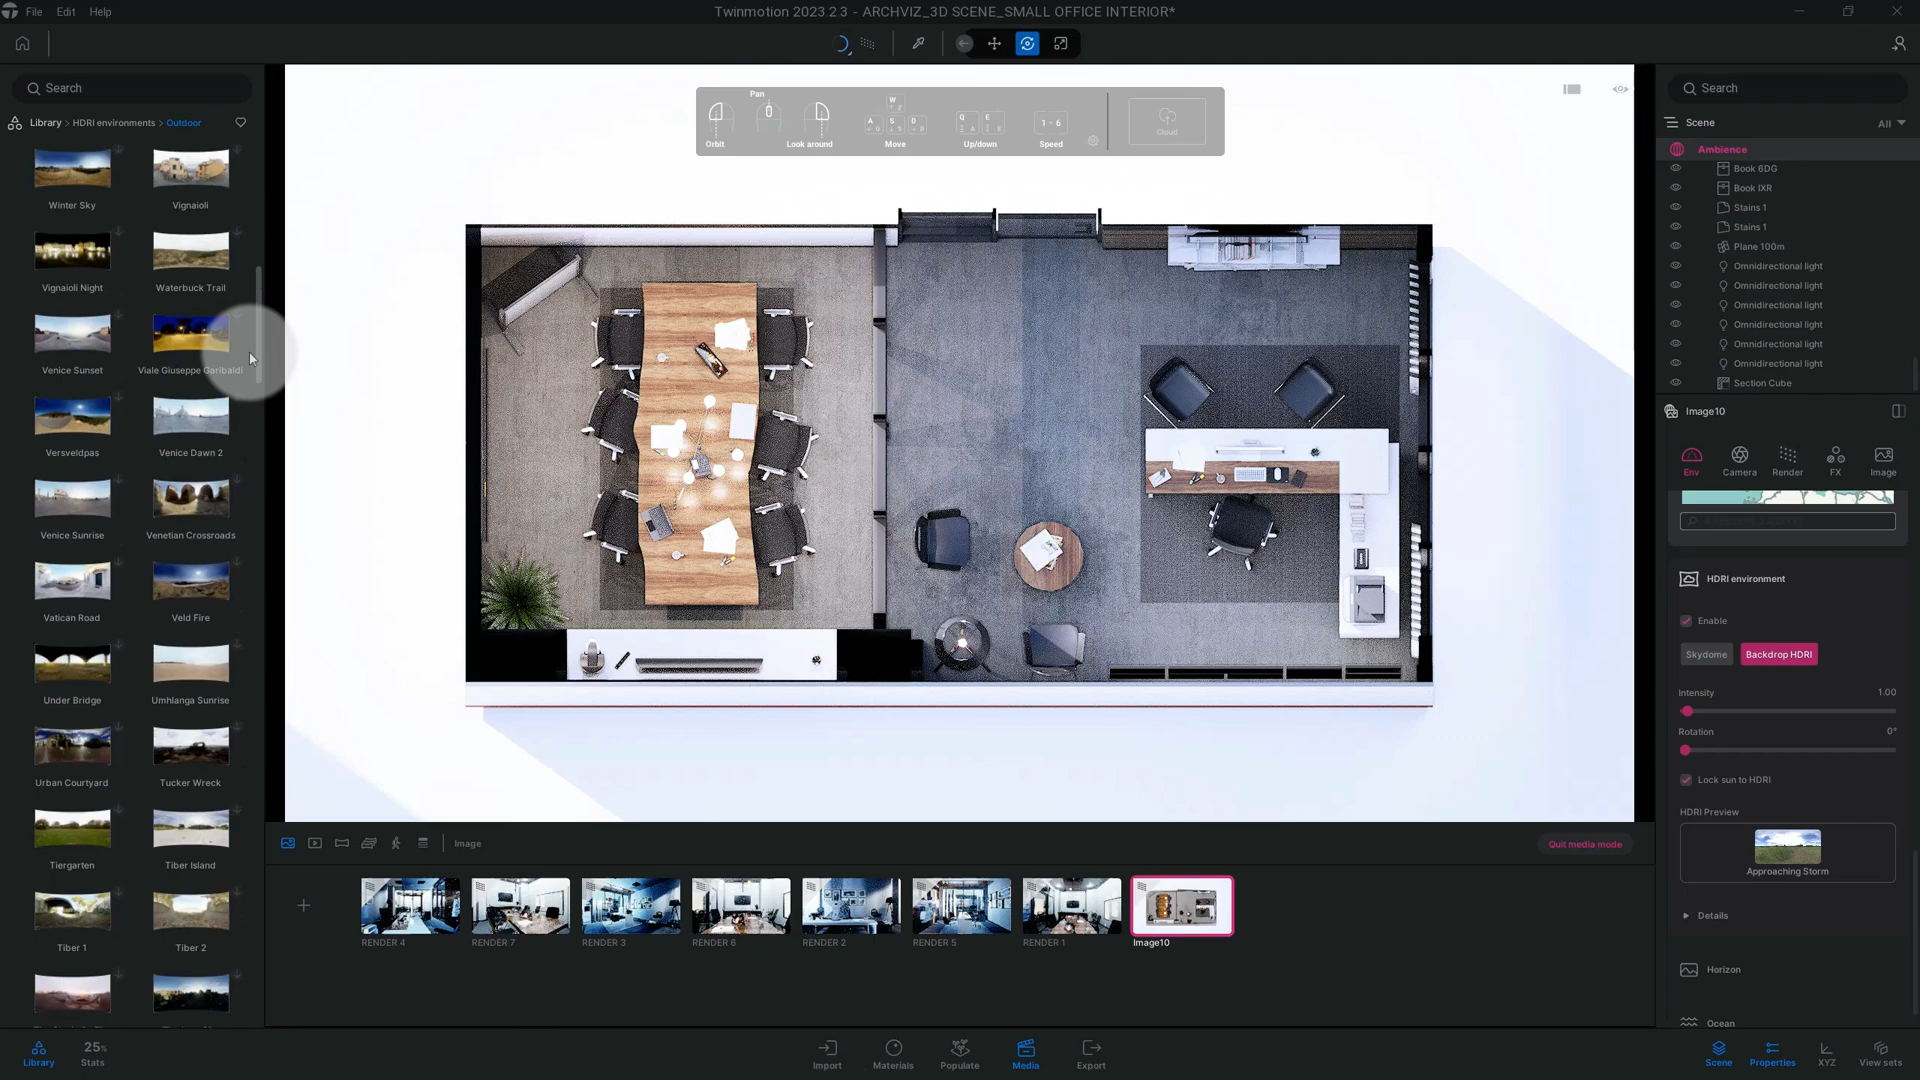 File Edit Help
Twinmotion 2023.2.3 - ARCHVIZ_3D SCENE_SMALL OFFICE INTERIOR*
Search
Library > HDRI environments > Outdoor
Winter Sky
Vignaioli
Vignaioli Night
Waterbuck Trail
Venice Sunset
Viale Giuseppe Garibaldi
Versveldpas
Venice Dawn 2
Venice Sunrise
Venetian Crossroads
Vatican Road
Veld Fire
Under Bridge
Umhlanga Sunrise
Urban Courtyard
Tucker Wreck
Tiergarten
Tiber Island
Tiber 1
Tiber 2
Pan
Orbit
Look around
W
A S D
Move
Q E
Up/down
1 - 6
Speed
Cloud
Search
Scene
All
Ambience
Book 6DG
Book IXR
Stains 1
Stains 1
Plane 100m
Omnidirectional light
Omnidirectional light
Omnidirectional light
Omnidirectional light
Omnidirectional light
Omnidirectional light
Section Cube
Image10
Env
Camera
Render
FX
Image
HDRI environment
Enable
Skydome
Backdrop HDRI
Intensity
1.00
Rotation
0°
Lock sun to HDRI
HDRI Preview
Approaching Storm
Details
Horizon
Ocean
Image
Quit media mode
RENDER 4
RENDER 7
RENDER 3
RENDER 6
RENDER 2
RENDER 5
RENDER 1
Image10
Library
25%
Stats
Import
Materials
Populate
Media
Export
Scene
Properties
XYZ
View sets